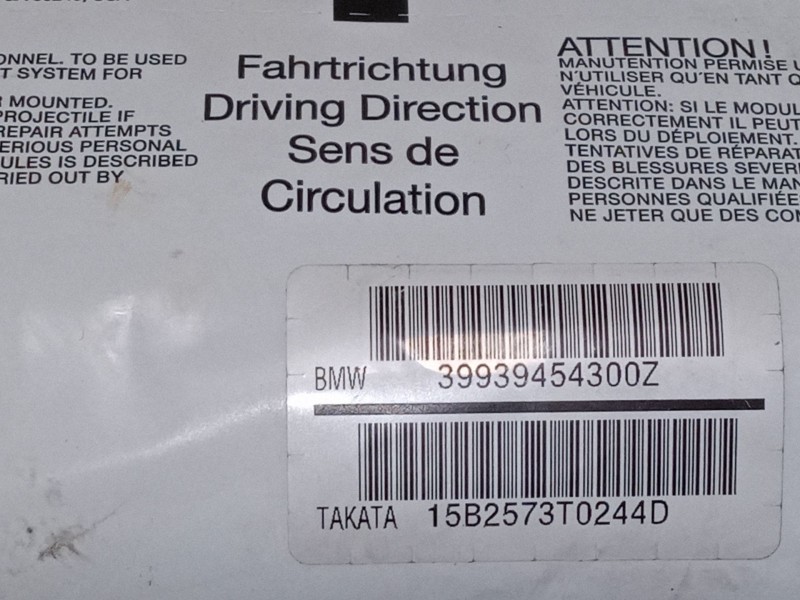 ONNEL. TO BE USED
T SYSTEM FOR
MOUNTED.
PROJECTILE IF
REPAIR ATTEMPTS
ERIOUS PERSONAL
ULES IS DESCRIBED
RIED OUT BY
Fahrtrichtung
Driving Direction
Sens de
Circulation
ATTENTION!
MANUTENTION PERMISE U
N'UTILISER QU'EN TANT Q
VÉHICULE.
ATTENTION: SI LE MODUL
CORRECTEMENT IL PEUT
LORS DU DÉPLOIEMENT.
TENTATIVES DE RÉPARAT
DES BLESSURES SEVERE
DESCRITE DANS LE MAN
PERSONNES QUALIFIÉE
NE JETER QUE DES CON
BMW 39939454300Z
TAKATA 15B2573T0244D